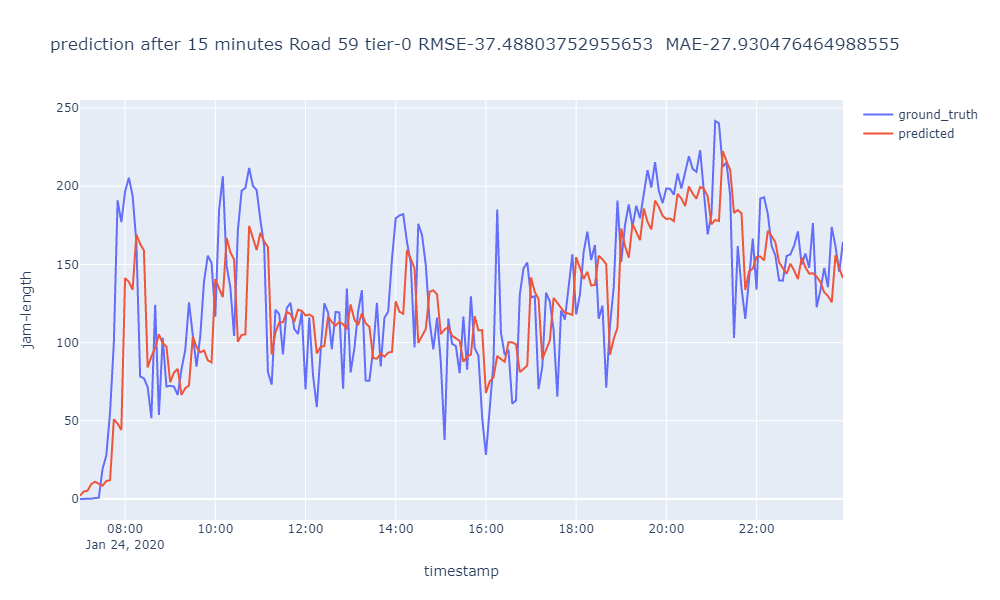 prediction after 15 minutes Road 59 tier-0 RMSE-37.48803752955653  MAE-27.930476464988555
ground_truth
predicted
250
200
150
100
50
0
jam-length
08:00 10:00 12:00 14:00 16:00 18:00 20:00 22:00
Jan 24, 2020
timestamp